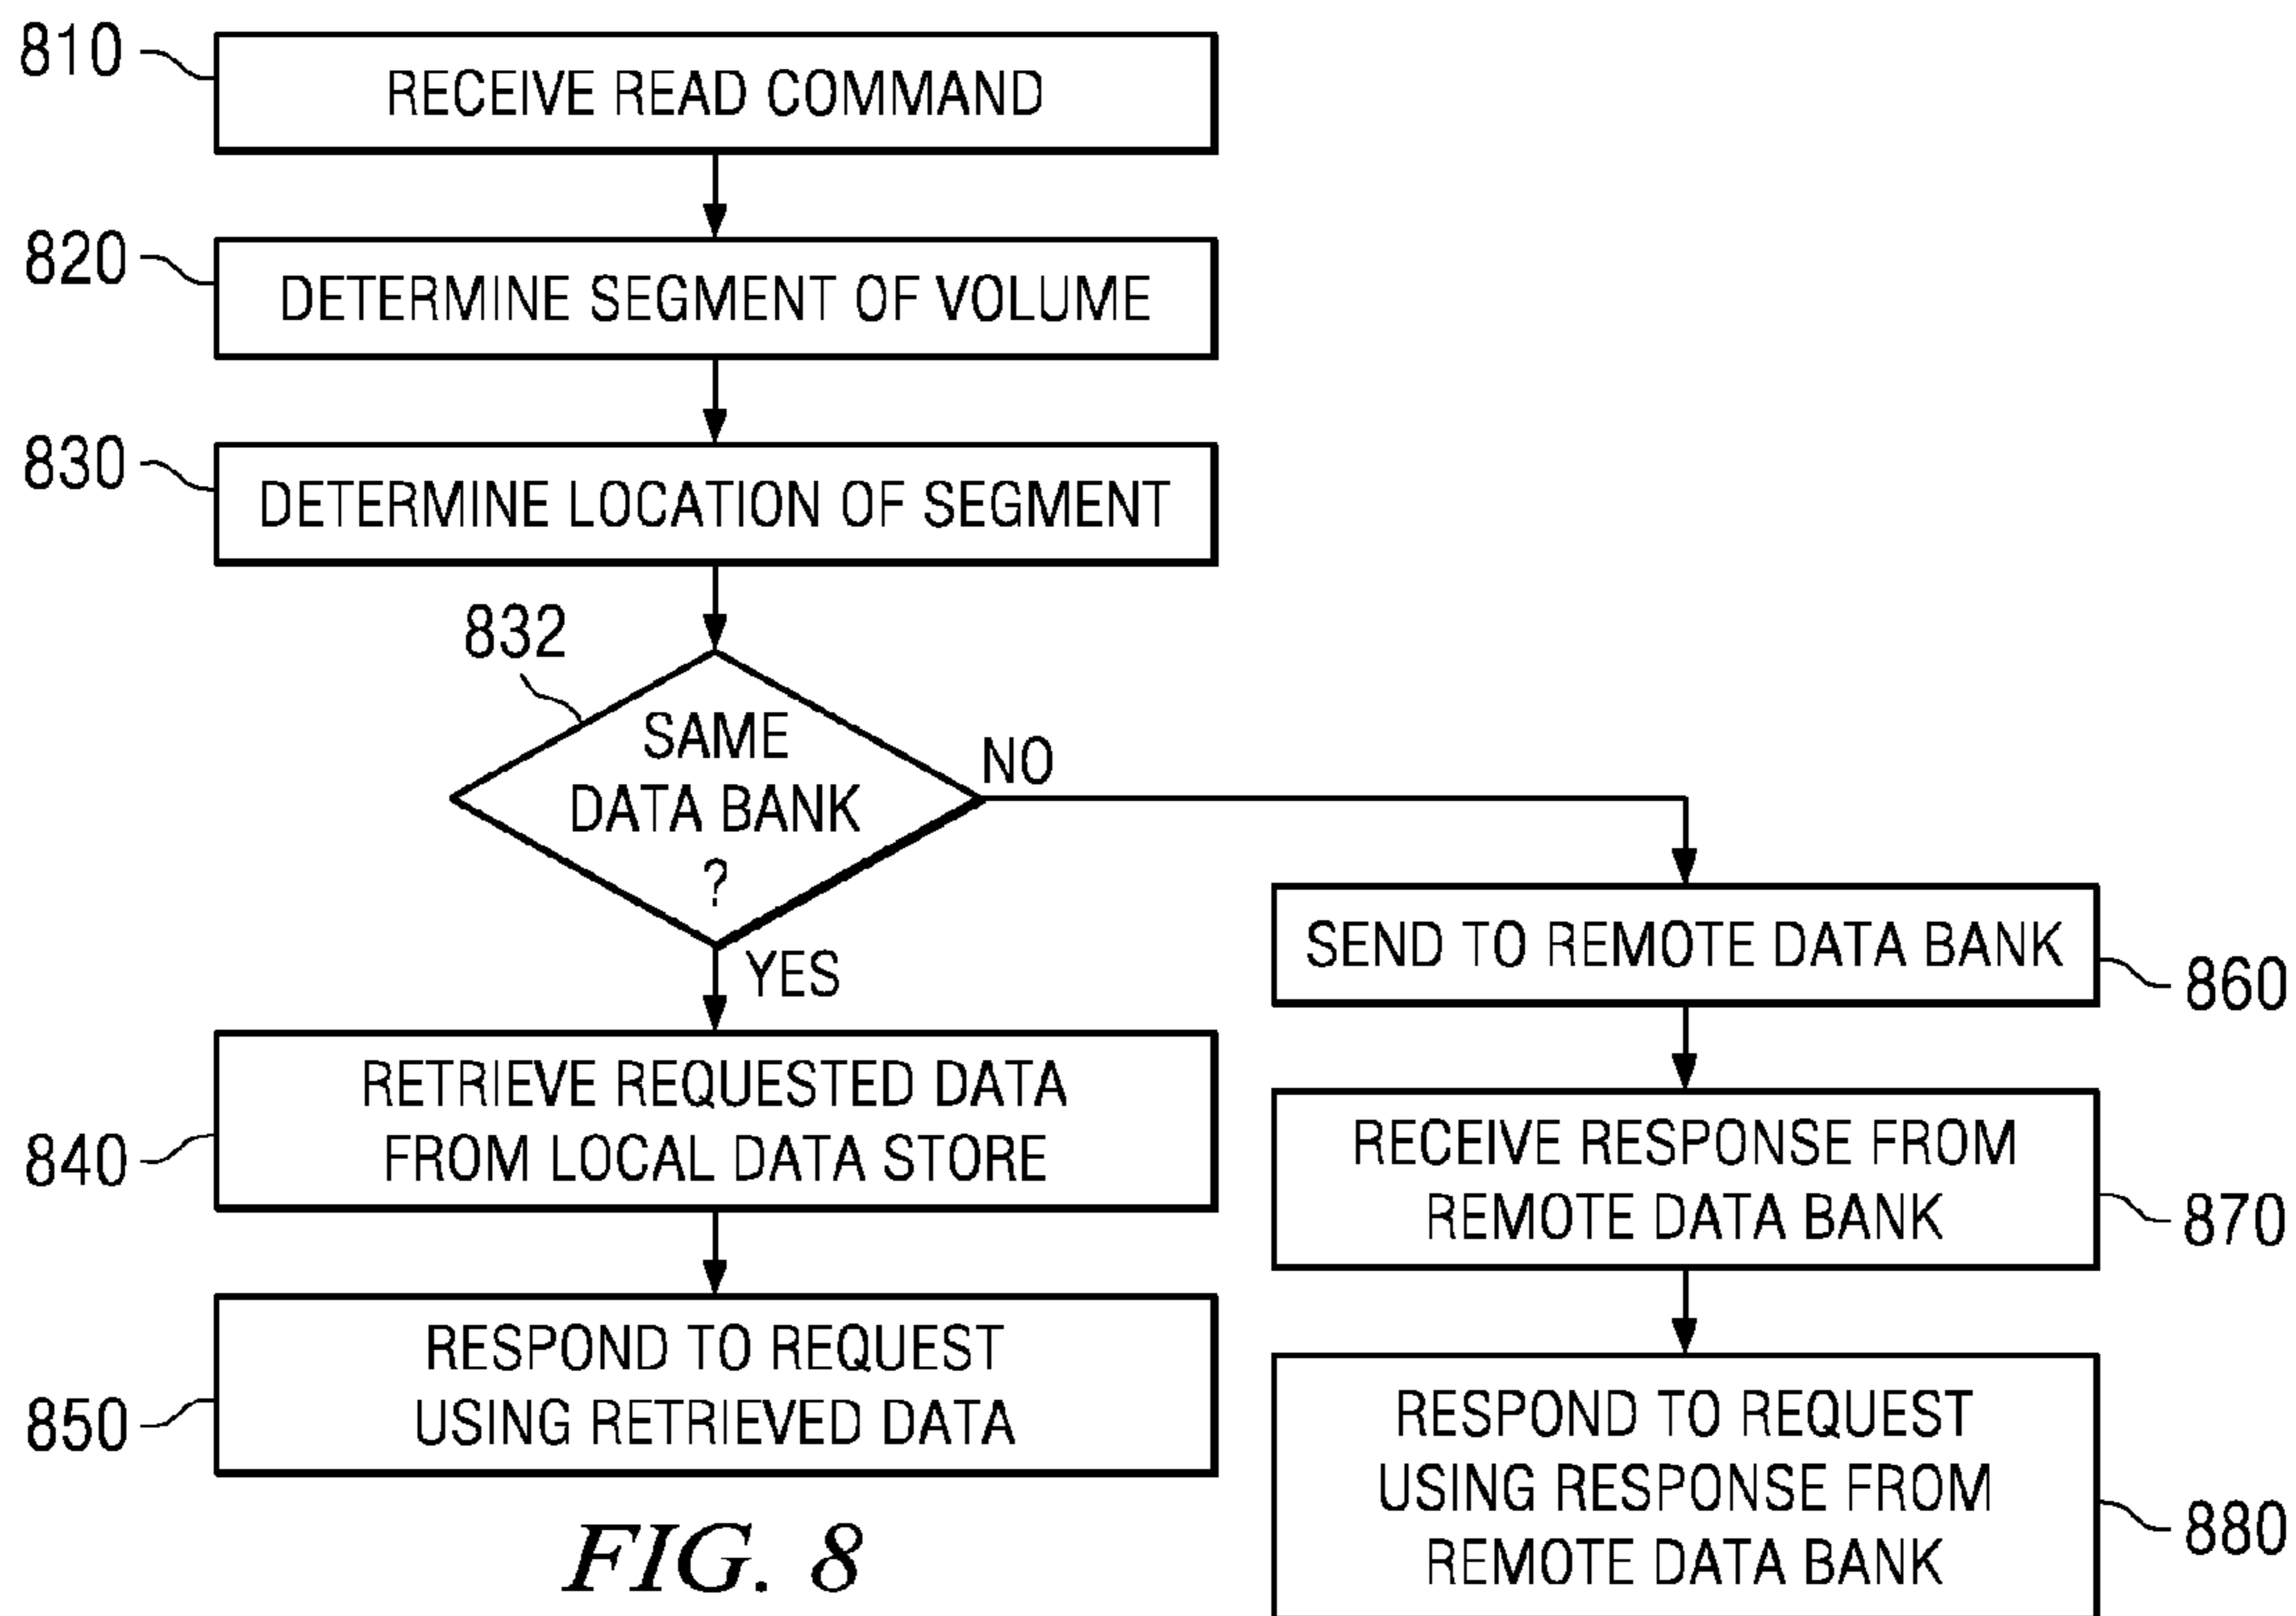 810
RECEIVE READ COMMAND
820
DETERMINE SEGMENT OF VOLUME
830
DETERMINE LOCATION OF SEGMENT
832
SAME
DATA BANK
?
NO
YES
840
RETRIEVE REQUESTED DATA
FROM LOCAL DATA STORE
850
RESPOND TO REQUEST
USING RETRIEVED DATA
SEND TO REMOTE DATA BANK
860
RECEIVE RESPONSE FROM
REMOTE DATA BANK
870
RESPOND TO REQUEST
USING RESPONSE FROM
REMOTE DATA BANK
880
FIG. 8